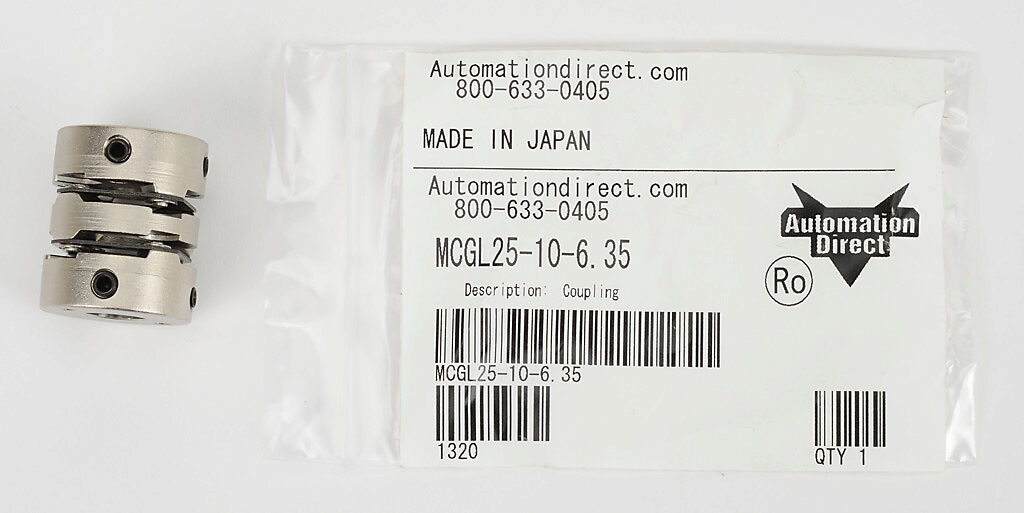 Automationdirect.com
800-633-0405
MADE IN JAPAN
Automationdirect.com
800-633-0405
Automation
Direct
MCGL25-10-6.35
Ro
Description: Coupling
MCGL25-10-6.35
1320
QTY 1